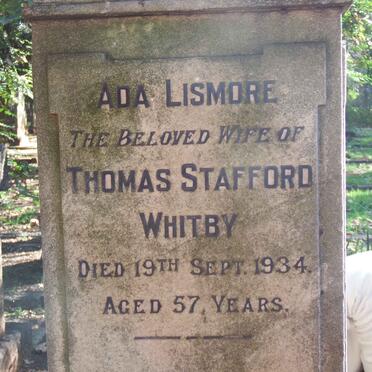 ADA LISMORE
THE BELOVED WIFE OF
THOMAS STAFFORD
WHITBY
DIED 19TH SEPT. 1934.
AGED 57, YEARS.